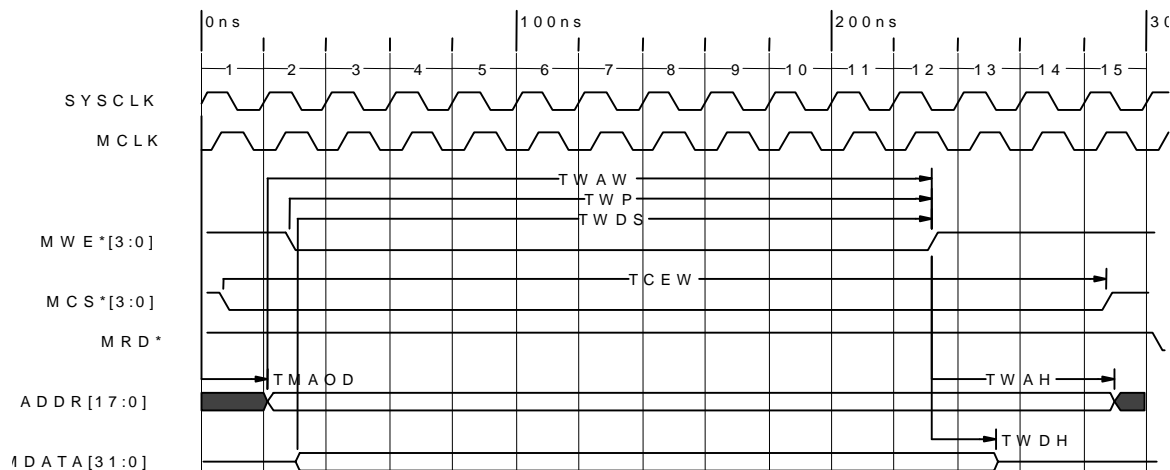 0ns 100ns 200ns 30
1 2 3 4 5 6 7 8 9 10 11 12 13 14 15
SYSCLK
MCLK
TWAW
TWP
TWDS
MWE*[3:0]
TCEW
MCS*[3:0]
MRD*
TMAOD TWAH
ADDR[17:0]
TWDH
MDATA[31:0]